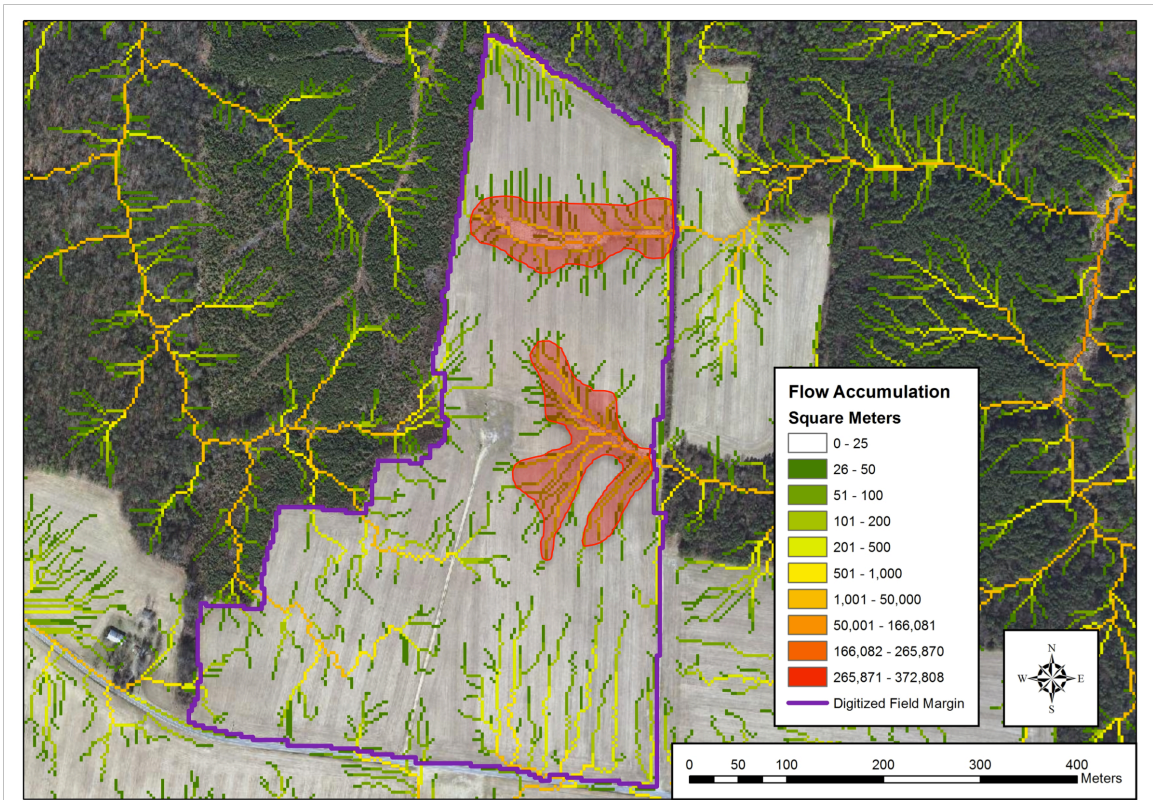 Flow Accumulation
Square Meters
0 - 25
26 - 50
51 - 100
101 - 200
201 - 500
501 - 1,000
1,001 - 50,000
50,001 - 166,081
166,082 - 265,870
265,871 - 372,808
Digitized Field Margin
N
W E
S
0 50 100 200 300 400
Meters